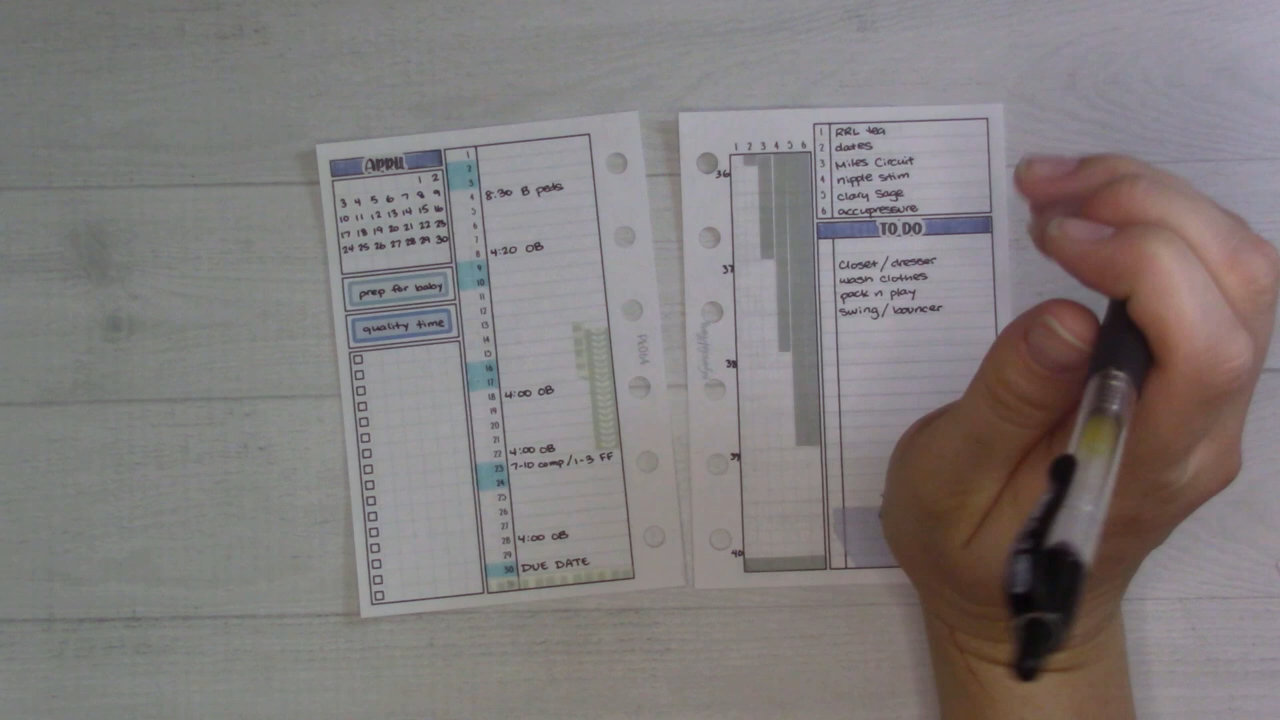 APRIL
1 2
3 4 5 6 7 8 9
10 11 12 13 14 15 16
17 18 19 20 21 22 23
24 25 26 27 28 29 30
prep for baby
quality time
1
2
3
4 8:30 B peds
5
6
7
8 4:20 OB
9
10
11
12
13
14
15
16
17
18 4:00 OB
19
20
21
22 4:00 OB
23 7-10 comp/1-3 FF
24
25
26
27
28 4:00 OB
29
30 DUE DATE
1 2 3 4 5 6
36
37
38
39
40
1 RRL tea
2 dates
3 Miles Circuit
4 nipple stim
5 clary sage
6 accupressure
TO DO
closet/dresser
wash clothes
pack n play
swing/bouncer